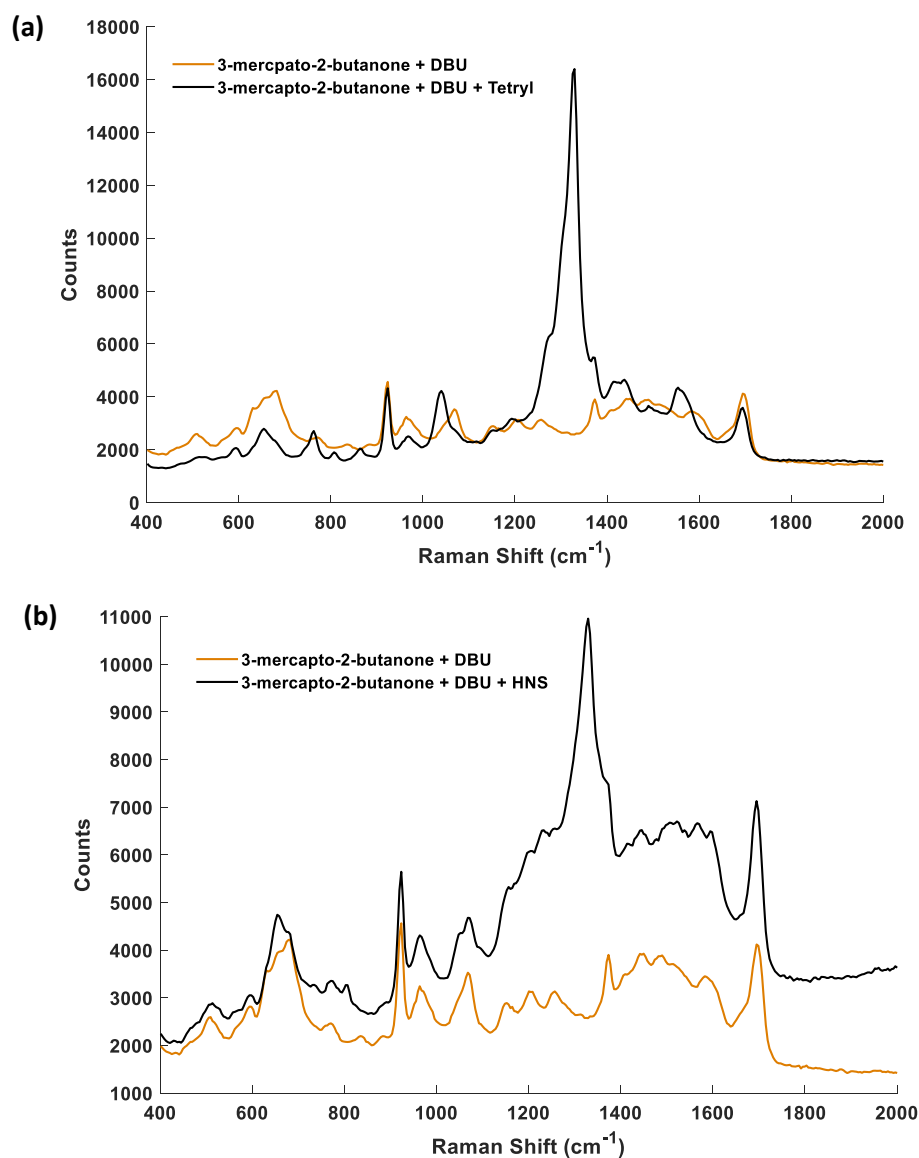 (a)
18000
16000
14000
12000
10000
8000
6000
4000
2000
0
Counts
3-mercpato-2-butanone + DBU
3-mercapto-2-butanone + DBU + Tetryl
400 600 800 1000 1200 1400 1600 1800 2000
Raman Shift (cm⁻¹)
(b)
11000
10000
9000
8000
7000
6000
5000
4000
3000
2000
1000
Counts
3-mercapto-2-butanone + DBU
3-mercapto-2-butanone + DBU + HNS
400 600 800 1000 1200 1400 1600 1800 2000
Raman Shift (cm⁻¹)